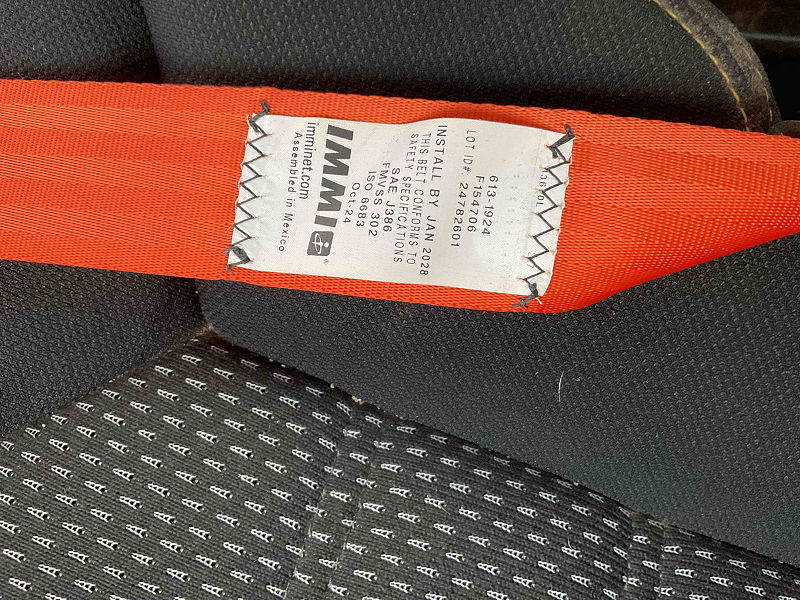 613-1924
F154706
LOT ID#: 24782601
INSTALL BY JAN 2028
THIS BELT CONFORMS TO
SAFETY SPECIFICATIONS
SAE J386
FMVSS 302
ISO 6683
Oct-24
IMMI®
imminet.com
Assembled in Mexico